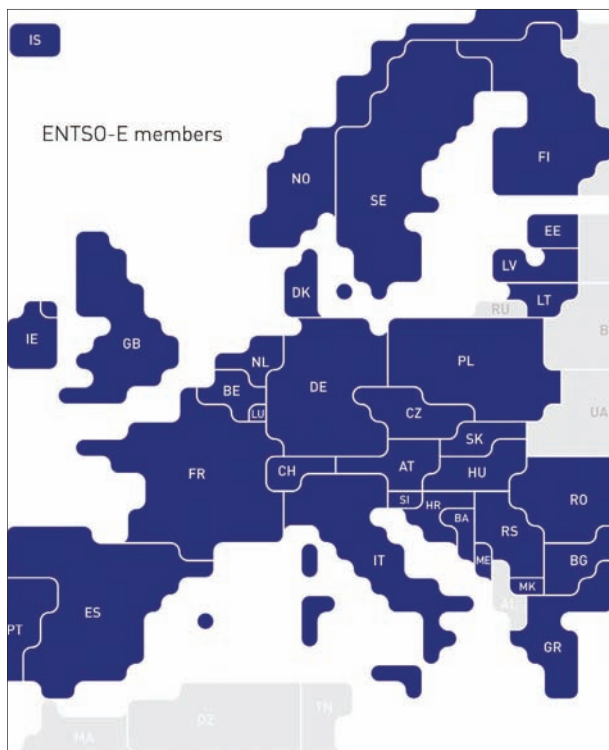 IS
ENTSO-E members
FI
NO
SE
EE
LV
DK
LT
RU
IE
GB
B
NL
PL
BE
DE
LU
CZ
UA
SK
FR
CH
AT
HU
SI
HR
RO
BA
RS
IT
ME
BG
MK
ES
AL
PT
GR
DZ
TN
MA